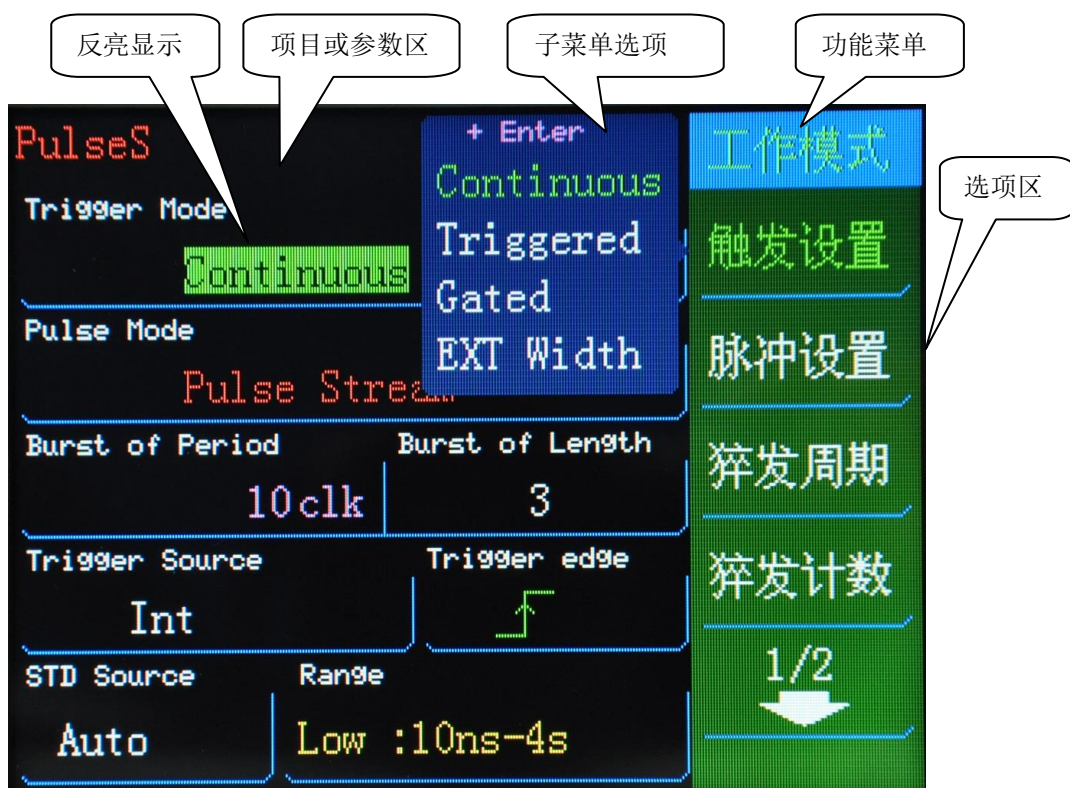 反亮显示
项目或参数区
子菜单选项
功能菜单
选项区
PulseS
Trigger Mode
Continuous
Pulse Mode
Pulse Stream
Burst of Period
10clk
Burst of Length
3
Trigger Source
Int
Trigger edge
STD Source
Auto
Range
Low :10ns-4s
+ Enter
Continuous
Triggered
Gated
EXT Width
工作模式
触发设置
脉冲设置
猝发周期
猝发计数
1/2